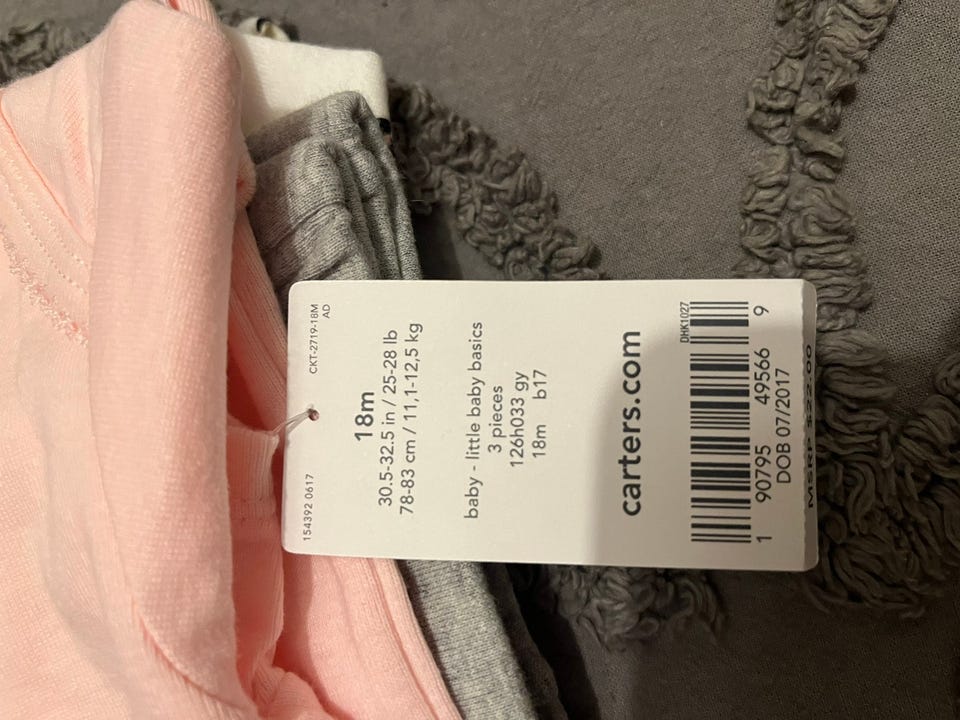 154392 0617
CKT-2719-18M
AD
18m
30.5-32.5 in / 25-28 lb
78-83 cm / 11,1-12,5 kg
baby - little baby basics
3 pieces
126h033 gy
18m b17
carters.com
DHK1027
1 90795 49566 9
DOB 07/2017
MSRP $22.00